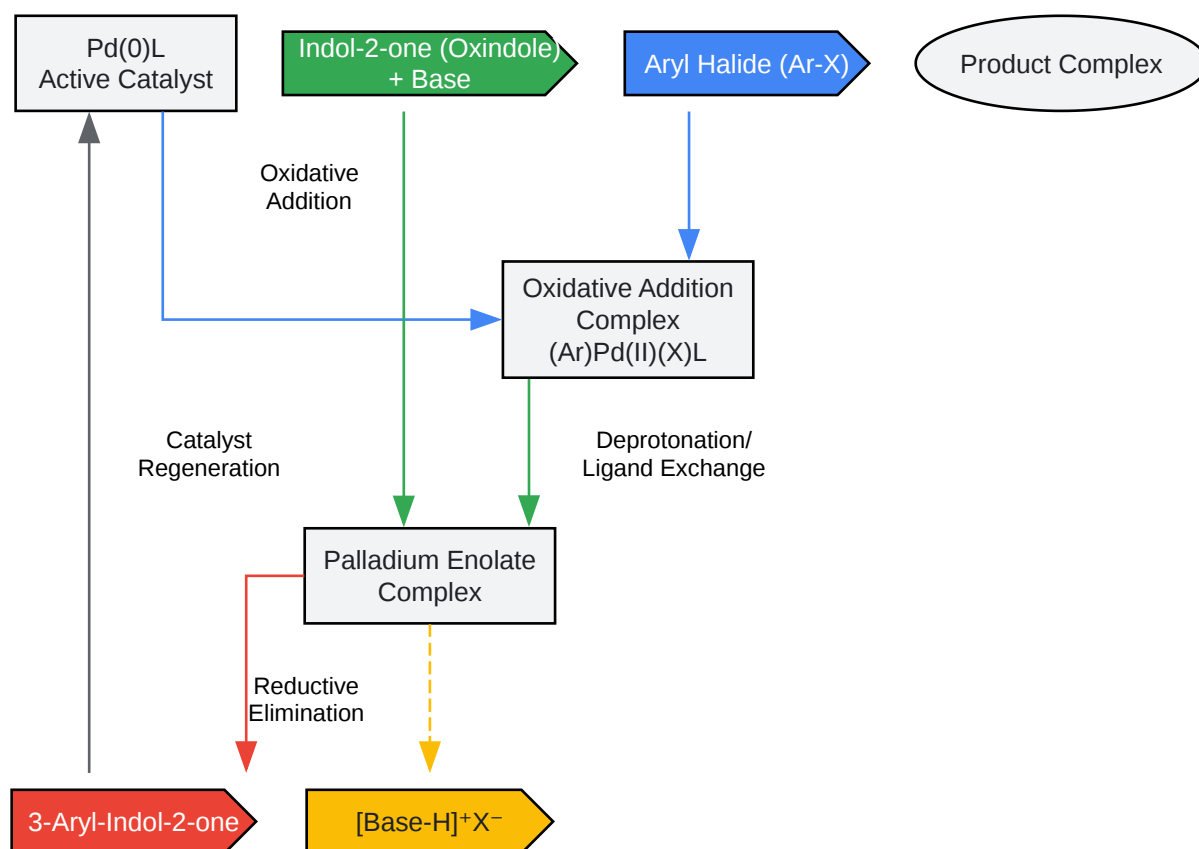 Pd(0)L
Active Catalyst
Indol-2-one (Oxindole)
+ Base
Aryl Halide (Ar-X)
Product Complex
Oxidative
Addition
Oxidative Addition
Complex
(Ar)Pd(II)(X)L
Catalyst
Regeneration
Deprotonation/
Ligand Exchange
Palladium Enolate
Complex
Reductive
Elimination
3-Aryl-Indol-2-one
[Base-H]⁺X⁻